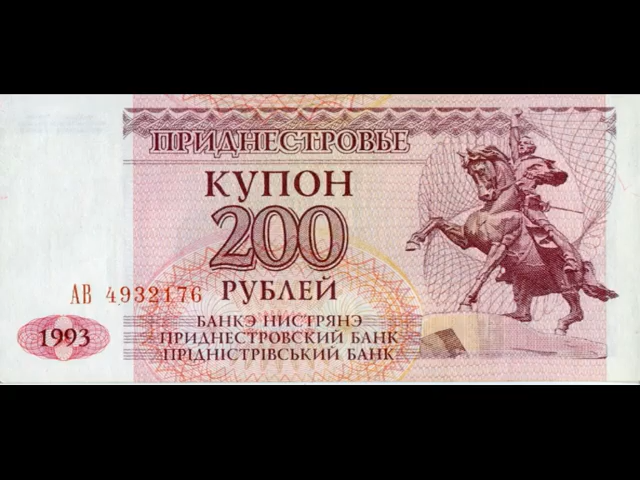 ПРИДНЕСТРОВЬЕ
КУПОН
200
РУБЛЕЙ
АВ 4932176
1993
БАНКЭ НИСТРЯНЭ
ПРИДНЕСТРОВСКИЙ БАНК
ПРІДНІСТРІВСЬКИЙ БАНК